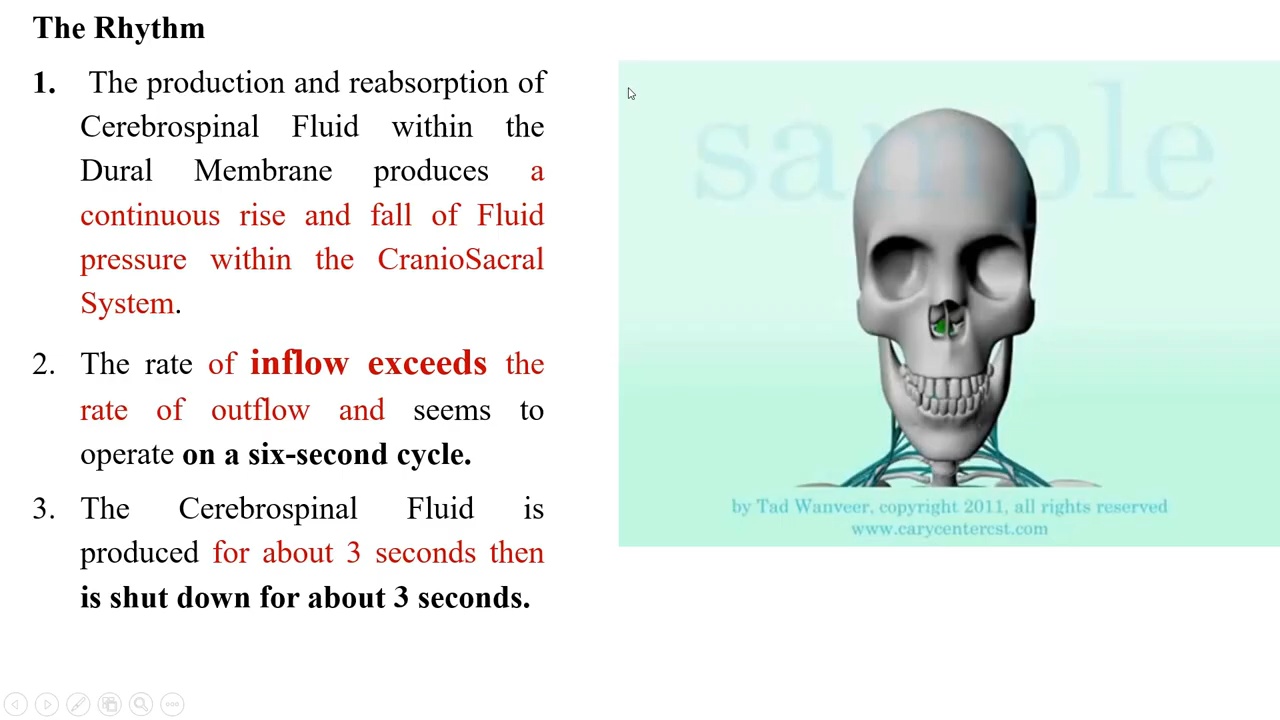 The Rhythm
1. The production and reabsorption of
Cerebrospinal Fluid within the
Dural Membrane produces a
continuous rise and fall of Fluid
pressure within the CranioSacral
System.
2. The rate of inflow exceeds the
rate of outflow and seems to
operate on a six-second cycle.
3. The Cerebrospinal Fluid is
produced for about 3 seconds then
is shut down for about 3 seconds.
sample
by Tad Wanveer, copyright 2011, all rights reserved
www.carycentercst.com